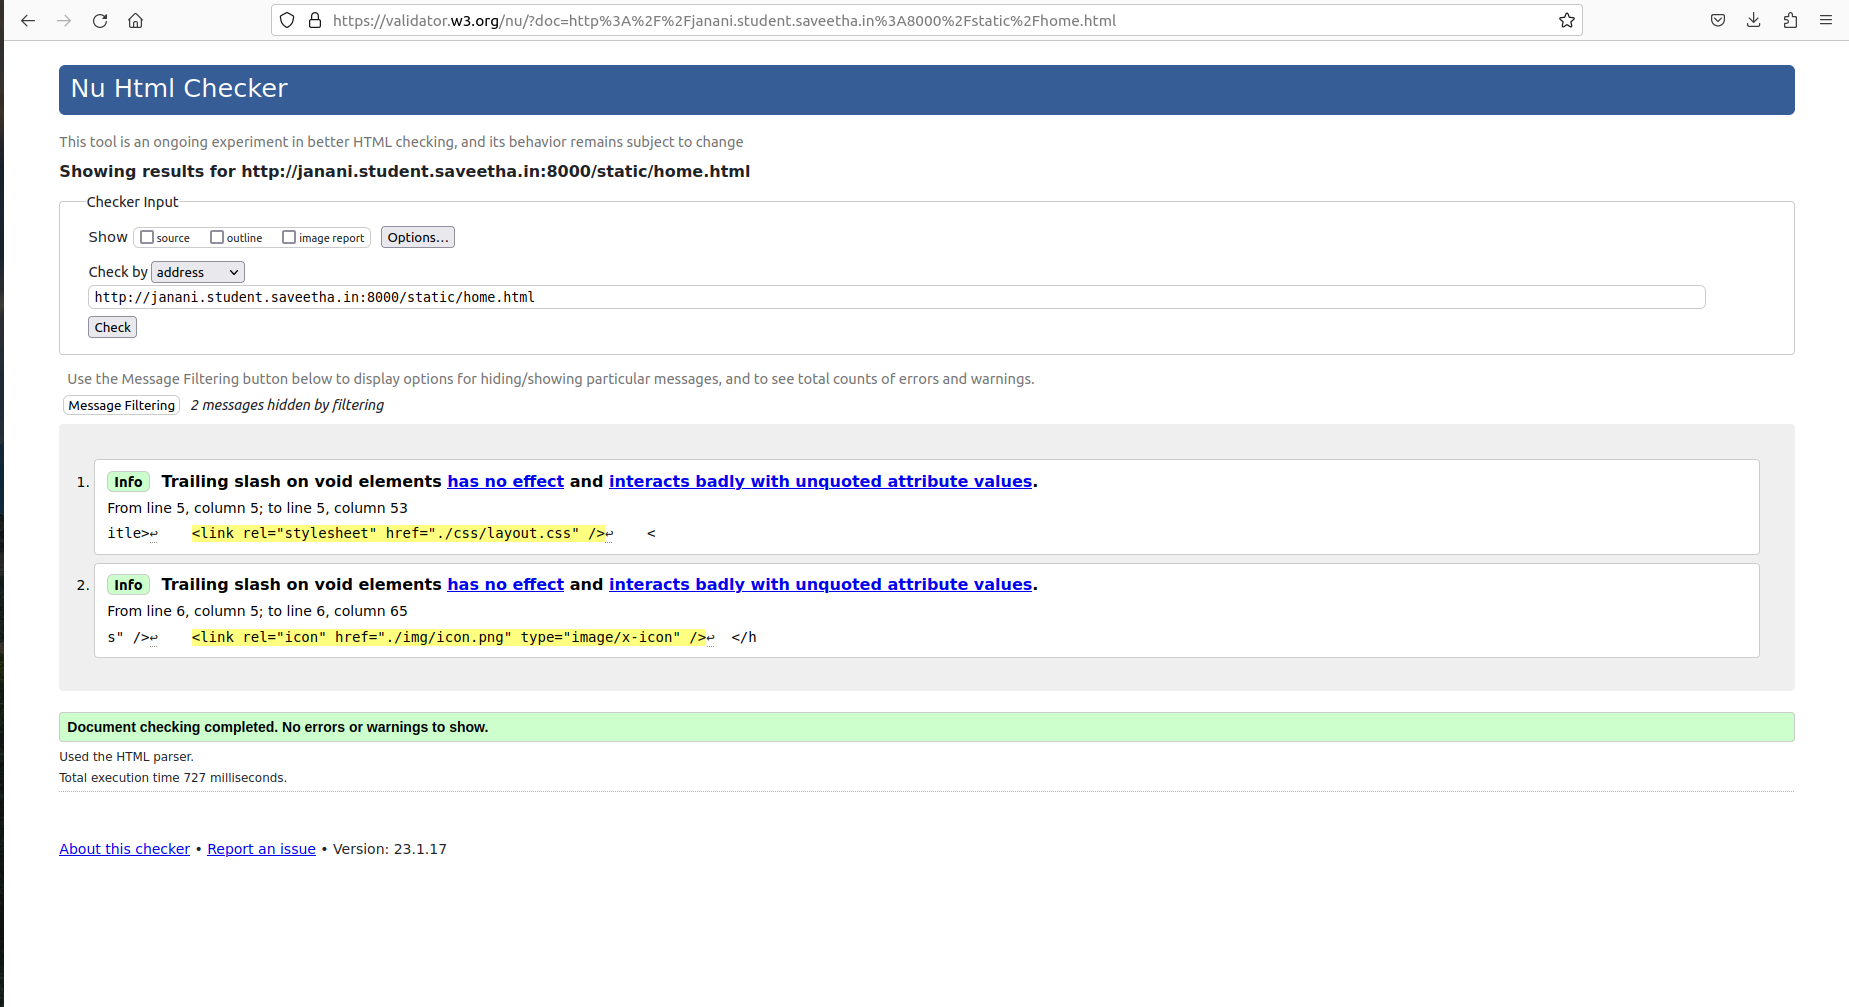 https://validator.w3.org/nu/?doc=http%3A%2F%2Fjanani.student.saveetha.in%3A8000%2Fstatic%2Fhome.html
Nu Html Checker
This tool is an ongoing experiment in better HTML checking, and its behavior remains subject to change
Showing results for http://janani.student.saveetha.in:8000/static/home.html
Checker Input
Show source outline image report Options...
Check by address
http://janani.student.saveetha.in:8000/static/home.html
Check
Use the Message Filtering button below to display options for hiding/showing particular messages, and to see total counts of errors and warnings.
Message Filtering 2 messages hidden by filtering
1. Info Trailing slash on void elements has no effect and interacts badly with unquoted attribute values.
From line 5, column 5; to line 5, column 53
itle>↩    <link rel="stylesheet" href="./css/layout.css" />↩    <
2. Info Trailing slash on void elements has no effect and interacts badly with unquoted attribute values.
From line 6, column 5; to line 6, column 65
s" />↩    <link rel="icon" href="./img/icon.png" type="image/x-icon" />↩  </h
Document checking completed. No errors or warnings to show.
Used the HTML parser.
Total execution time 727 milliseconds.
About this checker • Report an issue • Version: 23.1.17